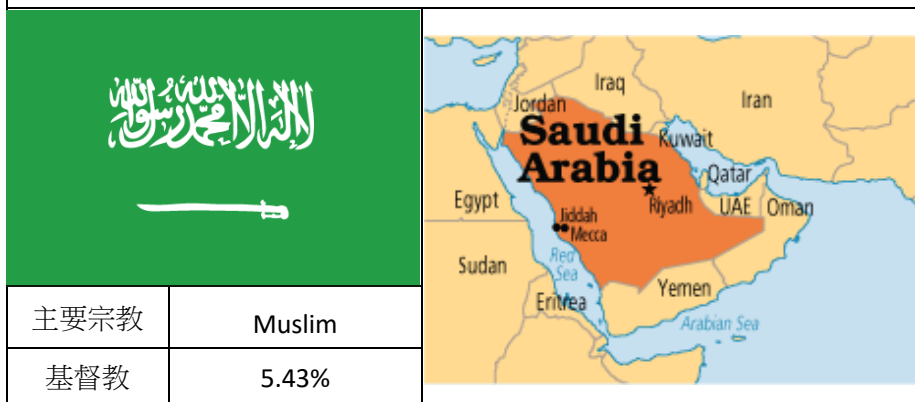 لا إله إلا الله محمد رسول الله
主要宗教 Muslim
基督教 5.43%
Iraq
Iran
Jordan
Saudi
Arabia
Kuwait
Qatar
Egypt
Riyadh
UAE
Oman
Jiddah
Mecca
Red
Sea
Sudan
Yemen
Eritrea
Arabian Sea